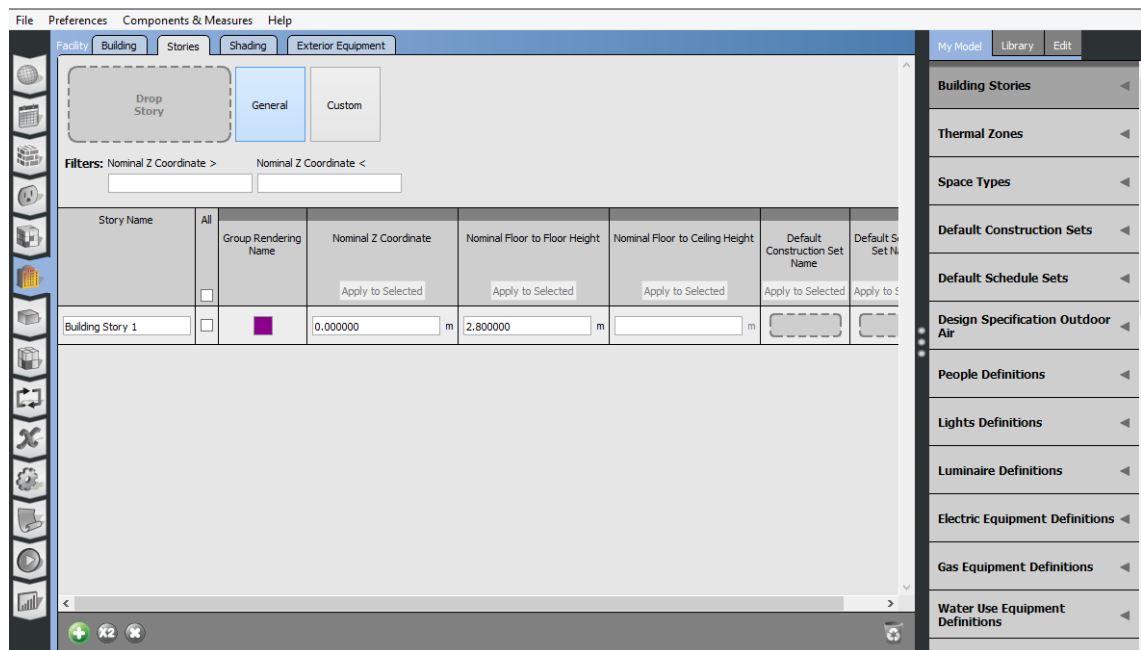 File Preferences Components & Measures Help
Facility Building Stories Shading Exterior Equipment
My Model Library Edit
Drop
Story
General Custom
Filters: Nominal Z Coordinate > Nominal Z Coordinate <
Story Name All
Group Rendering
Name
Nominal Z Coordinate
Nominal Floor to Floor Height
Nominal Floor to Ceiling Height
Default
Construction Set
Name
Default S
Set N
Apply to Selected Apply to Selected Apply to Selected Apply to Selected Apply to S
Building Story 1 0.000000 m 2.800000 m m
X2
Building Stories
Thermal Zones
Space Types
Default Construction Sets
Default Schedule Sets
Design Specification Outdoor
Air
People Definitions
Lights Definitions
Luminaire Definitions
Electric Equipment Definitions
Gas Equipment Definitions
Water Use Equipment
Definitions